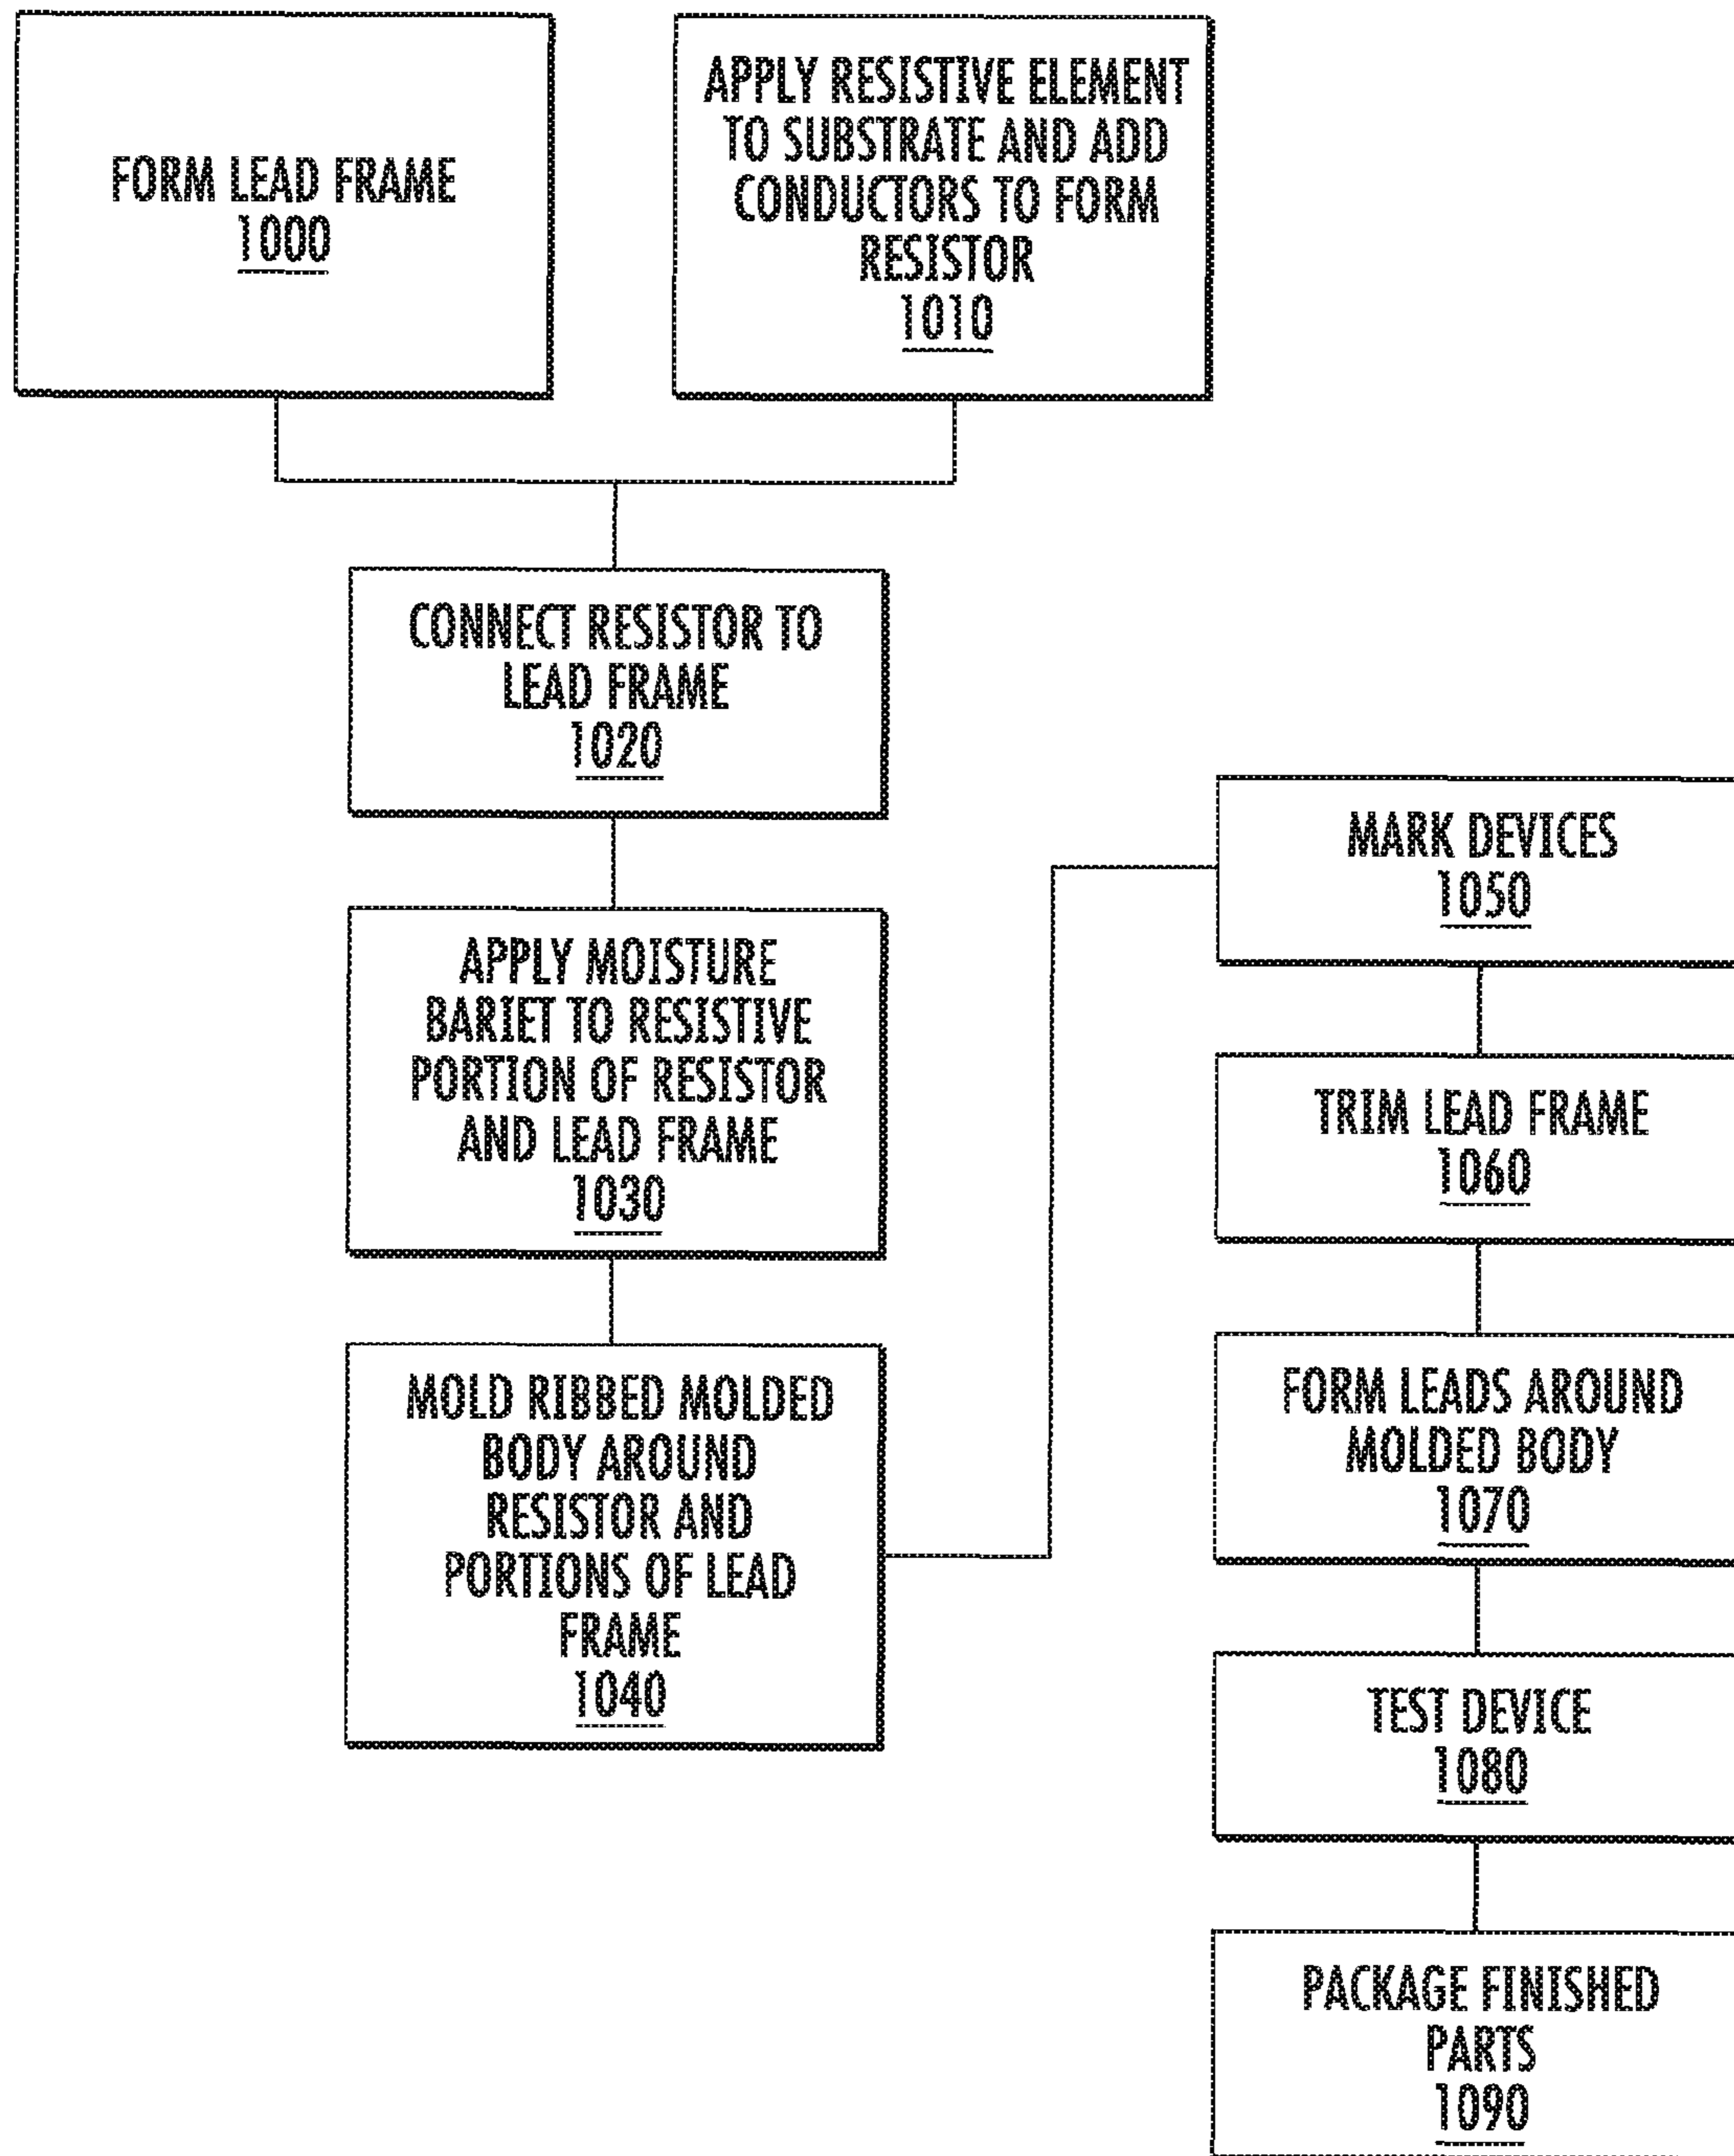 FORM LEAD FRAME
1000
APPLY RESISTIVE ELEMENT
TO SUBSTRATE AND ADD
CONDUCTORS TO FORM
RESISTOR
1010
CONNECT RESISTOR TO
LEAD FRAME
1020
APPLY MOISTURE
BARIET TO RESISTIVE
PORTION OF RESISTOR
AND LEAD FRAME
1030
MOLD RIBBED MOLDED
BODY AROUND
RESISTOR AND
PORTIONS OF LEAD
FRAME
1040
MARK DEVICES
1050
TRIM LEAD FRAME
1060
FORM LEADS AROUND
MOLDED BODY
1070
TEST DEVICE
1080
PACKAGE FINISHED
PARTS
1090